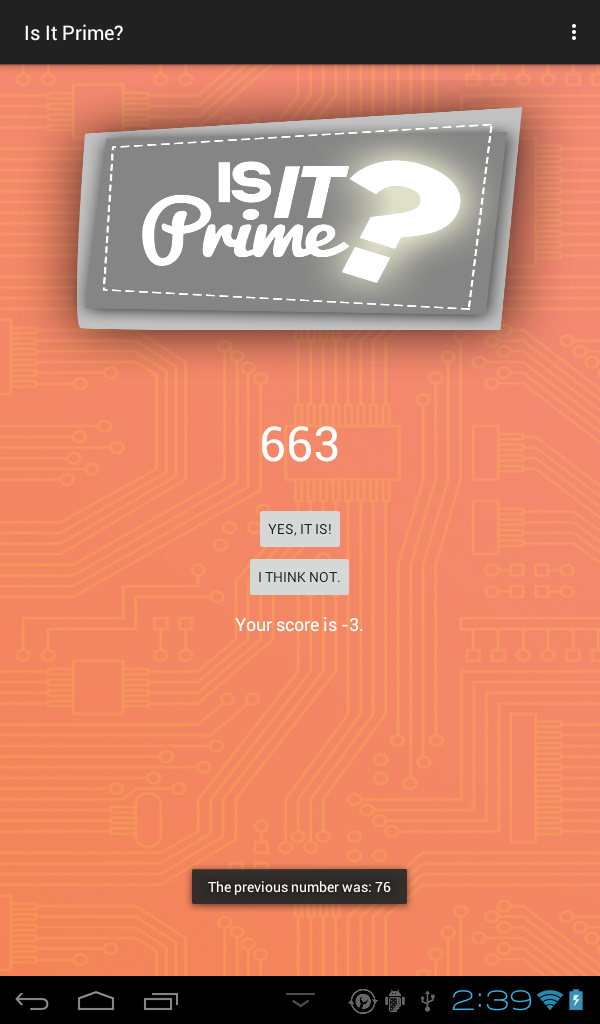 Is It Prime?
IS IT
Prime?
663
YES, IT IS!
I THINK NOT.
Your score is -3.
The previous number was: 76
2:39